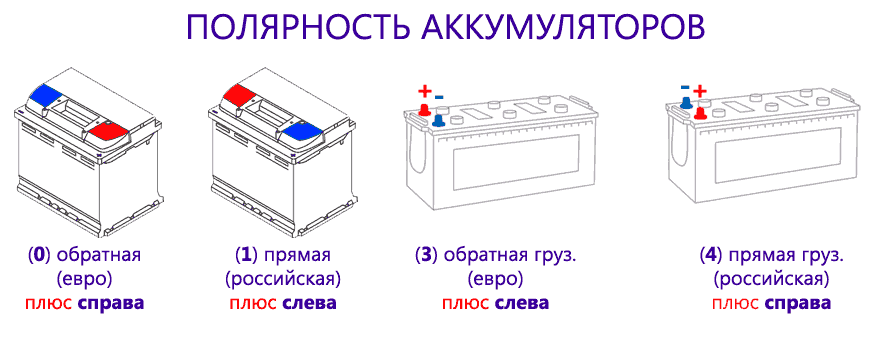 ПОЛЯРНОСТЬ АККУМУЛЯТОРОВ
+ -
- +
(0) обратная
(евро)
плюс справа
(1) прямая
(российская)
плюс слева
(3) обратная груз.
(евро)
плюс слева
(4) прямая груз.
(российская)
плюс справа